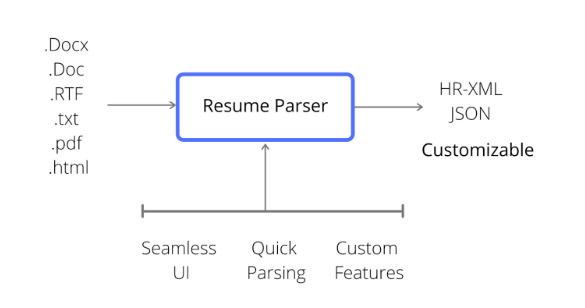 .Docx
.Doc
.RTF
.txt
.pdf
.html
Resume Parser
HR-XML
JSON
Customizable
Seamless
UI
Quick
Parsing
Custom
Features